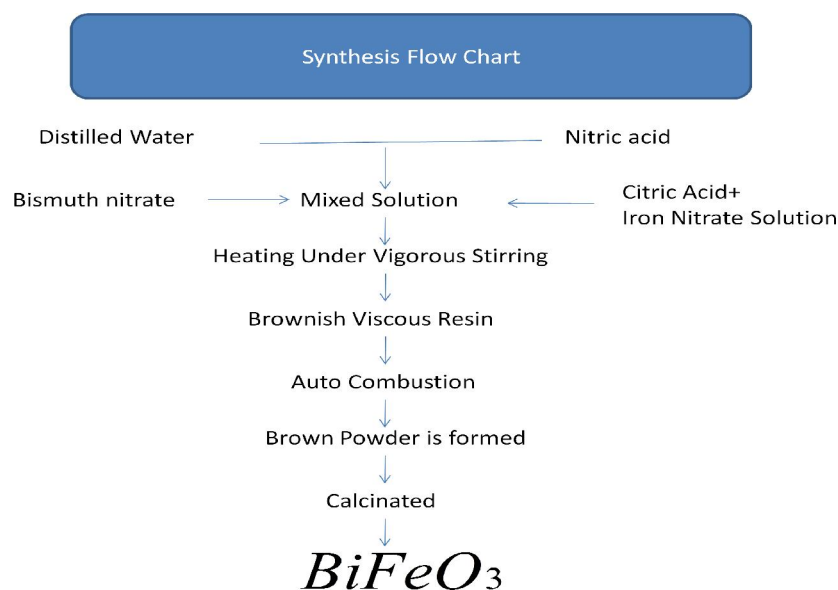 Synthesis Flow Chart
Distilled Water
Nitric acid
Bismuth nitrate
Mixed Solution
Citric Acid+
Iron Nitrate Solution
Heating Under Vigorous Stirring
Brownish Viscous Resin
Auto Combustion
Brown Powder is formed
Calcinated
BiFeO₃